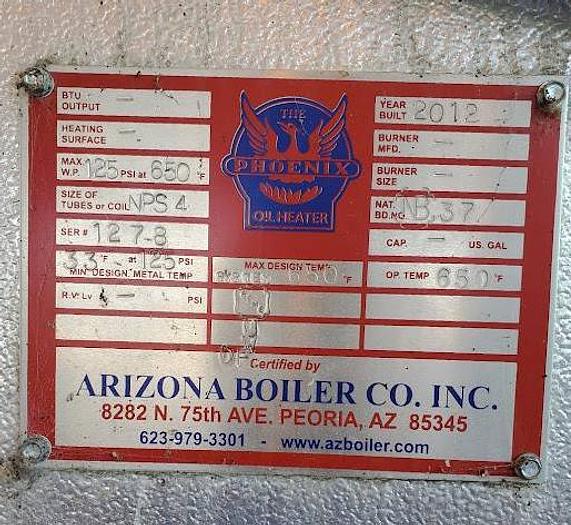 BTU OUTPUT -
HEATING SURFACE -
MAX. W.P. 125 PSI at 650 °F
SIZE OF TUBES or COIL NPS 4
SER # 127-8
33 °F at 125 PSI
MIN. DESIGN. METAL TEMP
R.V. Lv - PSI
THE
PHOENIX
OIL HEATER
MAX DESIGN TEMP
650 °F
YEAR BUILT 2012
BURNER MFD. -
BURNER SIZE -
NAT. BD.NO. NB 37
CAP. - US. GAL
OP. TEMP 650 °F
Certified by
ARIZONA BOILER CO. INC.
8282 N. 75th AVE. PEORIA, AZ 85345
623-979-3301 - www.azboiler.com